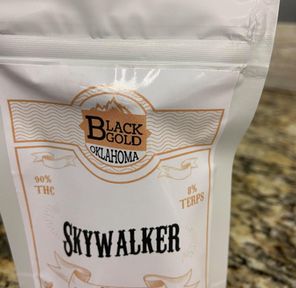 BLACK
GOLD
OKLAHOMA
90%
THC
8%
TERPS
SKYWALKER